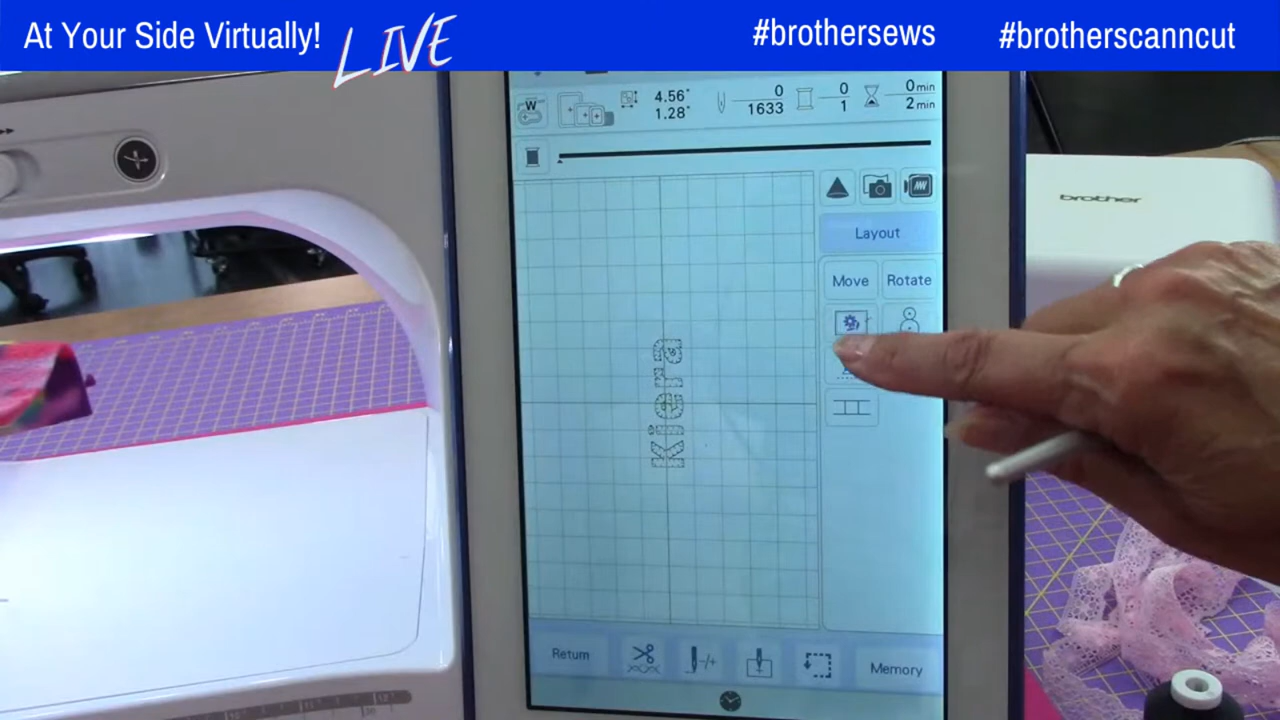 At Your Side Virtually! LIVE #brothersews #brotherscanncut
W 4.56" 0 0 0min
1.28" 1633 1 2min
brother
Layout
Move Rotate
Kiera
Return -/+ Memory